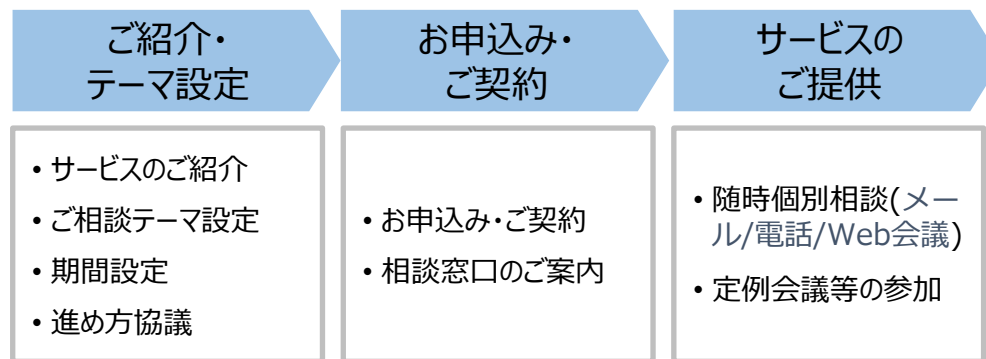 ご紹介・
テーマ設定
お申込み・
ご契約
サービスの
ご提供
• サービスのご紹介
• ご相談テーマ設定
• 期間設定
• 進め方協議
• お申込み・ご契約
• 相談窓口のご案内
• 随時個別相談(メー
ル/電話/Web会議)
• 定例会議等の参加